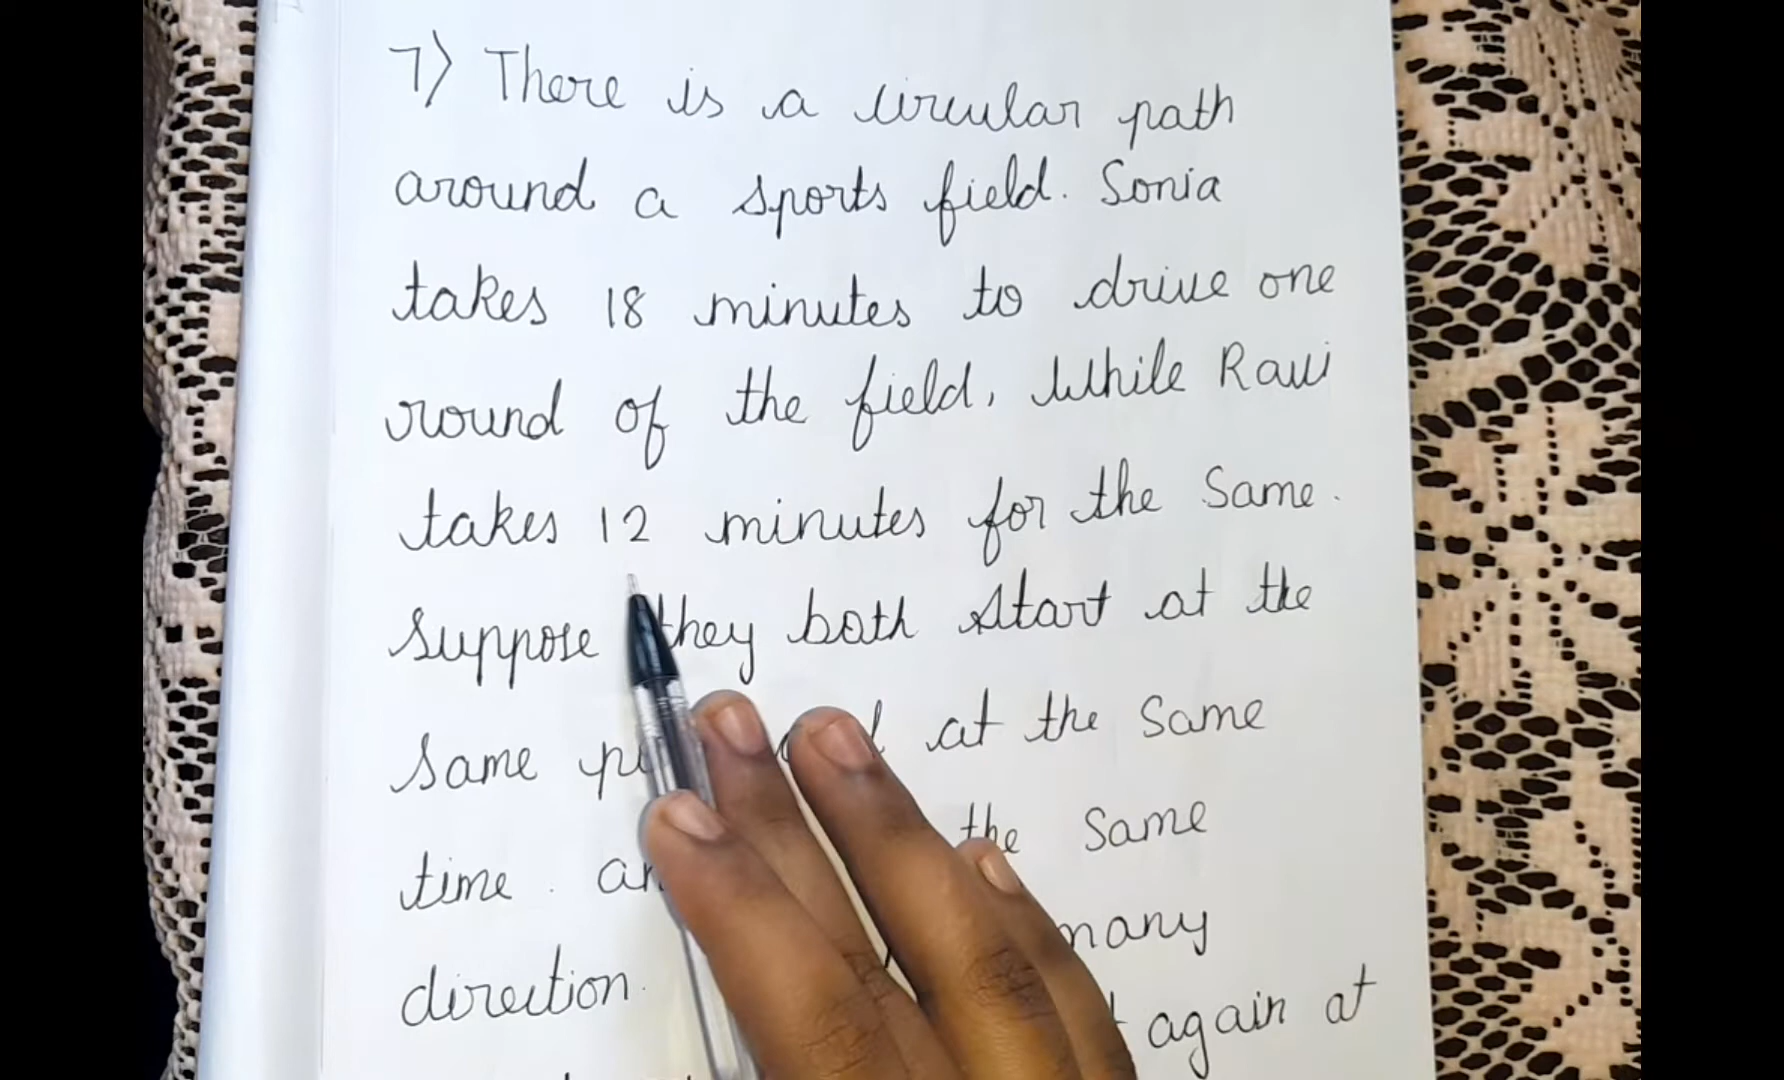 7) There is a circular path
around a sports field. Sonia
takes 18 minutes to drive one
round of the field, While Ravi
takes 12 minutes for the same.
suppose they both start at the
same at the same
time the same
direction. many
again at